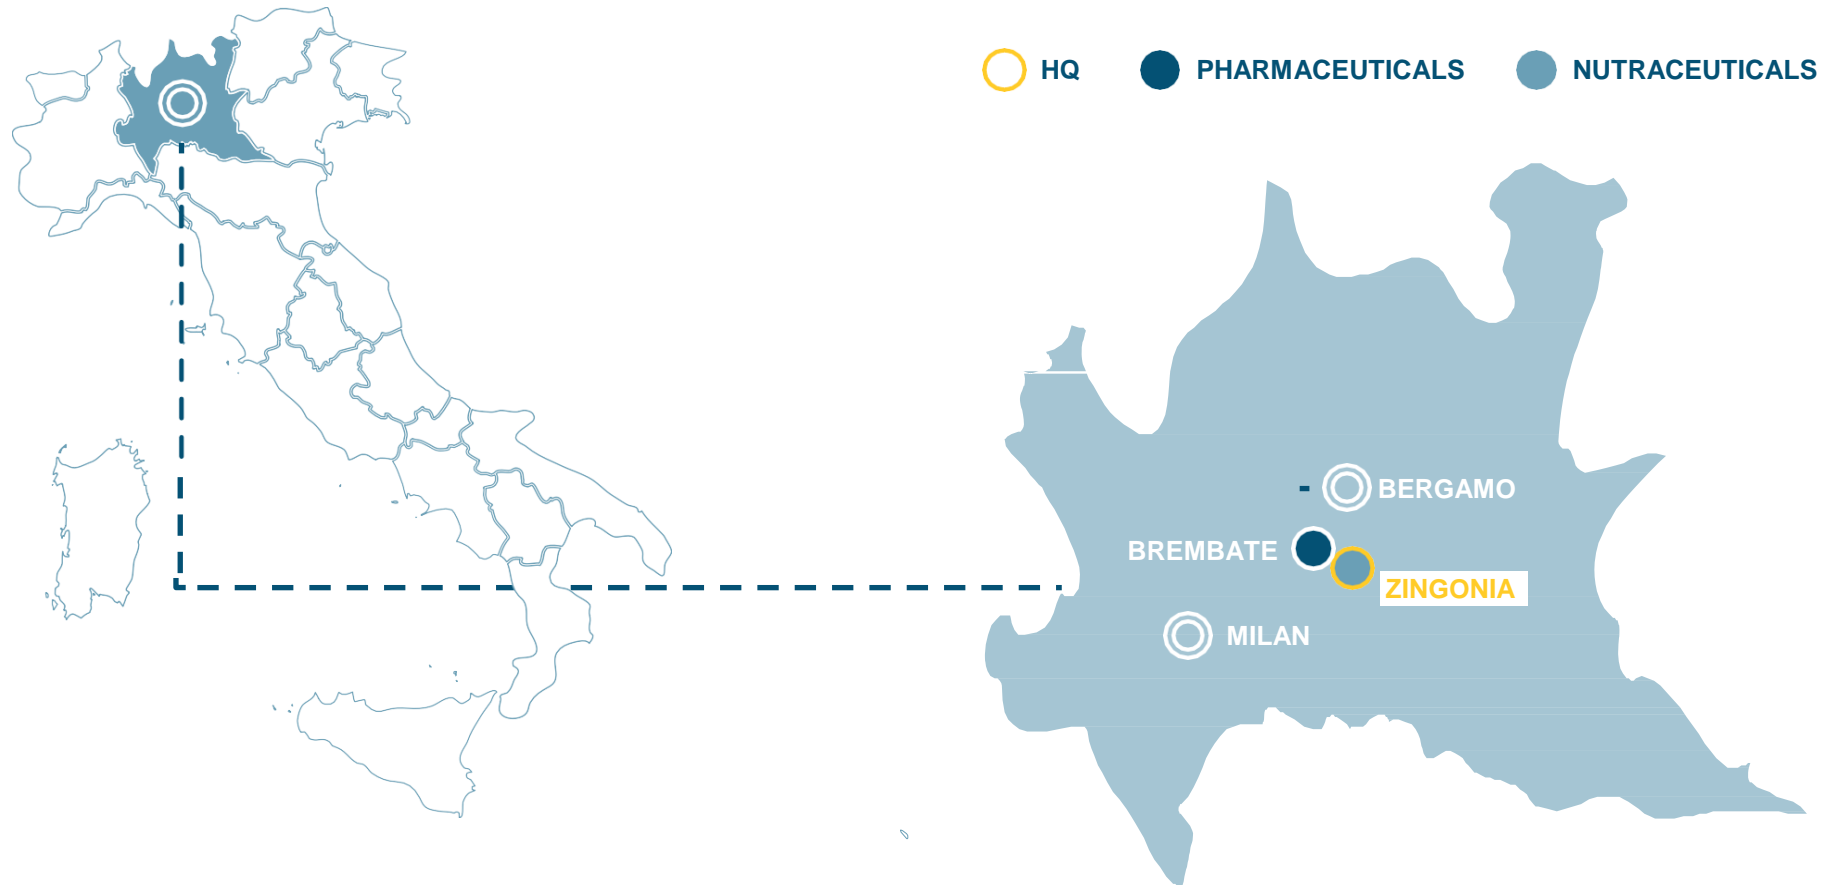 HQ
PHARMACEUTICALS
NUTRACEUTICALS
BERGAMO
BREMBATE
ZINGONIA
MILAN